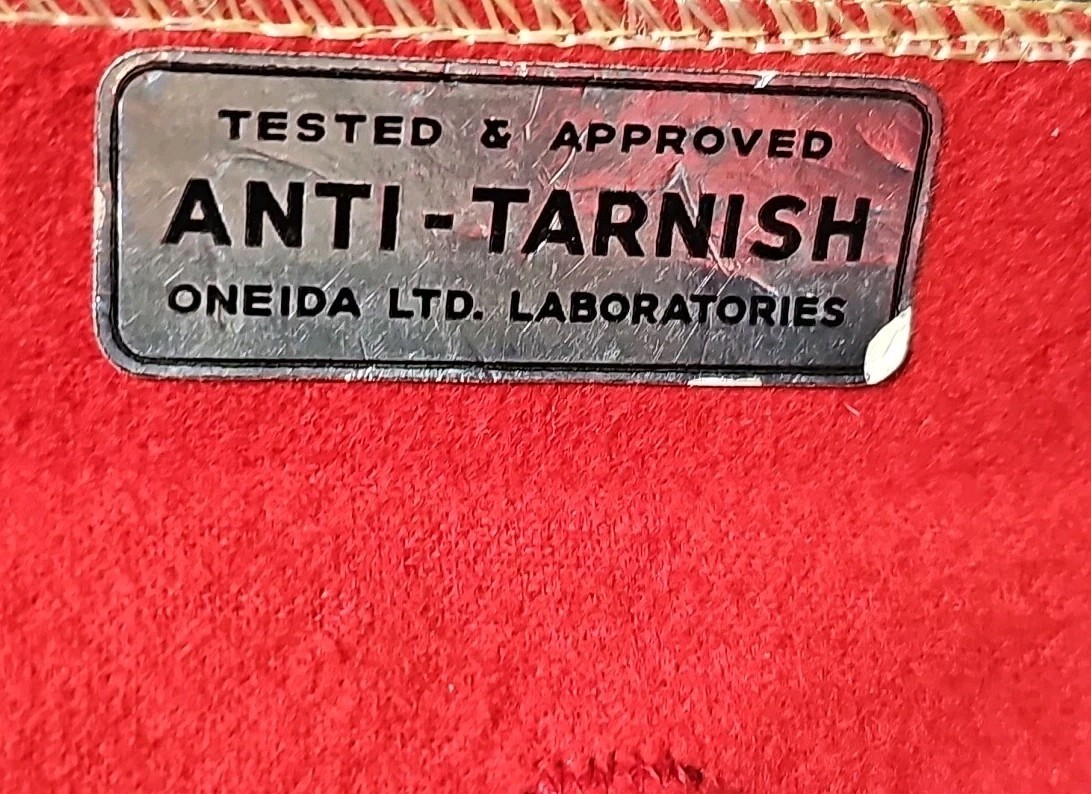 TESTED & APPROVED
ANTI-TARNISH
ONEIDA LTD. LABORATORIES